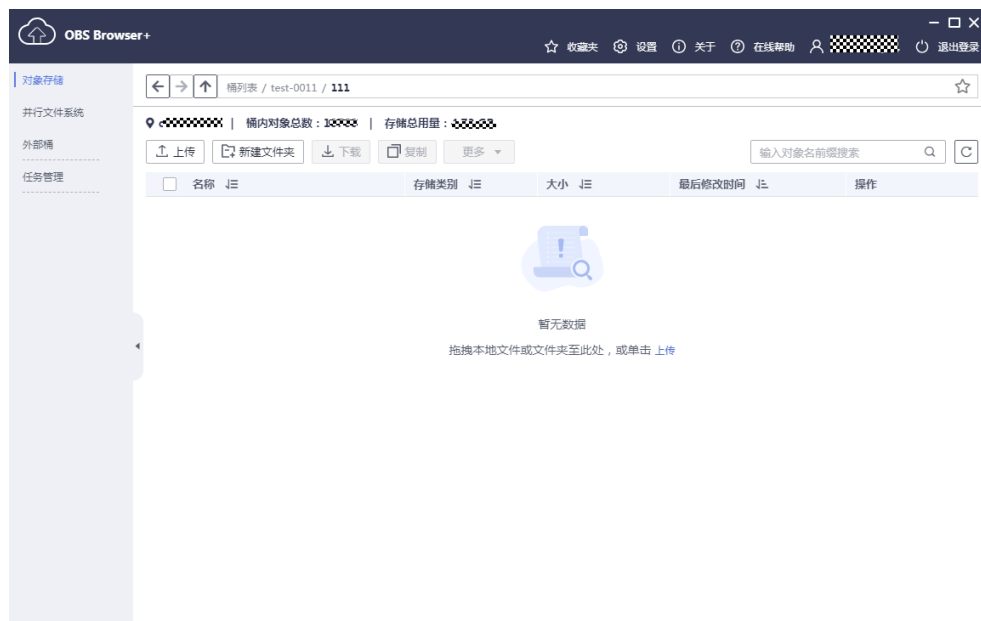 OBS Browser+
收藏夹 设置 关于 在线帮助 退出登录
对象存储
并行文件系统
外部桶
任务管理
桶列表 / test-0011 / 111
| 桶内对象总数： | 存储总用量：
上传 新建文件夹 下载 复制 更多 输入对象名前缀搜索
名称 存储类别 大小 最后修改时间 操作
暂无数据
拖拽本地文件或文件夹至此处，或单击 上传